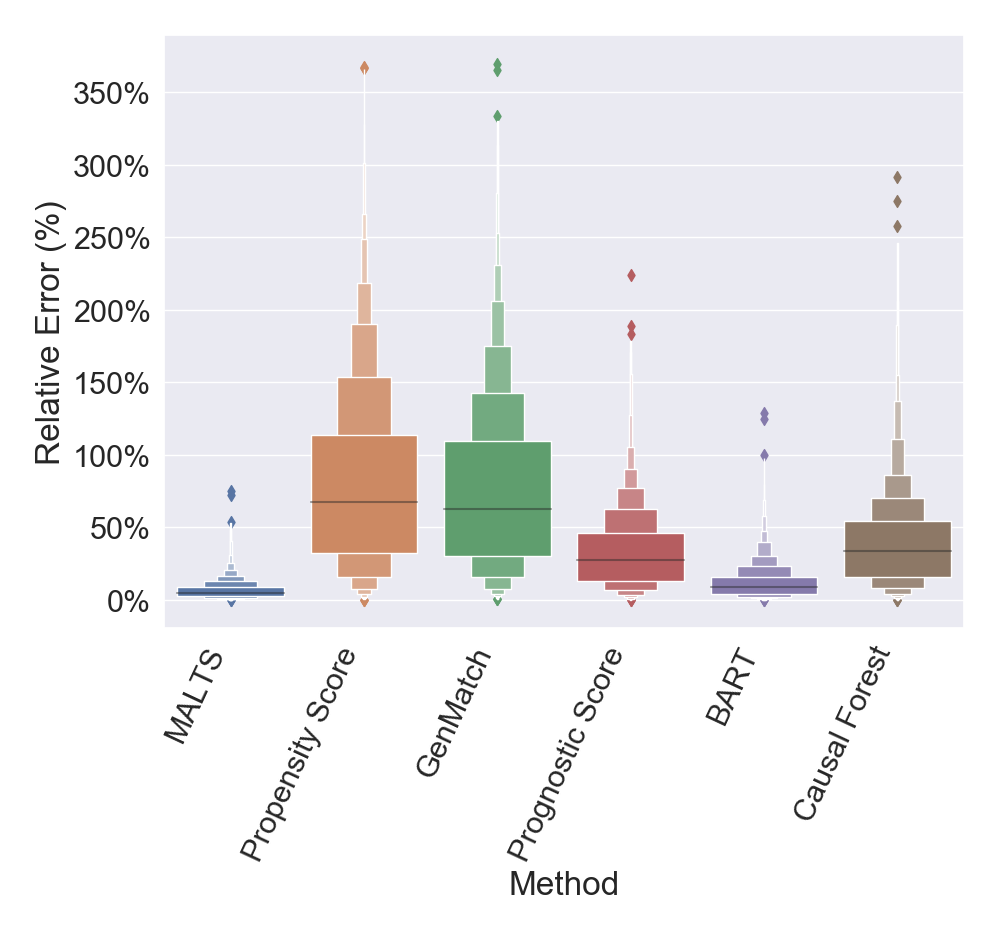 350%
300%
250%
200%
150%
100%
50%
0%
Relative Error (%)
MALTS
Propensity Score
GenMatch
Prognostic Score
BART
Causal Forest
Method